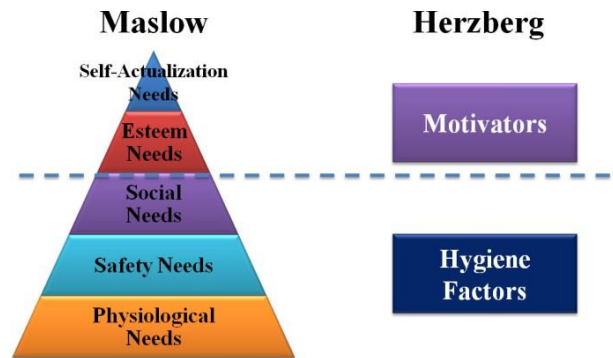 Maslow
Self-Actualization
Needs
Esteem
Needs
Social
Needs
Safety Needs
Physiological
Needs
Herzberg
Motivators
Hygiene
Factors